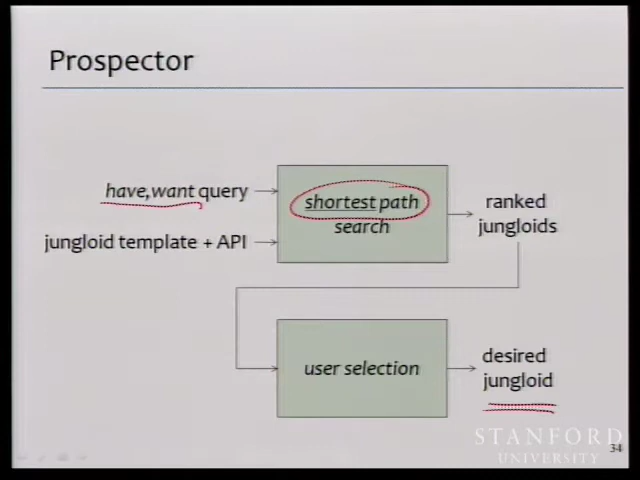 Prospector
have,want query
jungloid template + API
shortest path
search
ranked
jungloids
user selection
desired
jungloid
STANFORD
UNIVERSITY
34